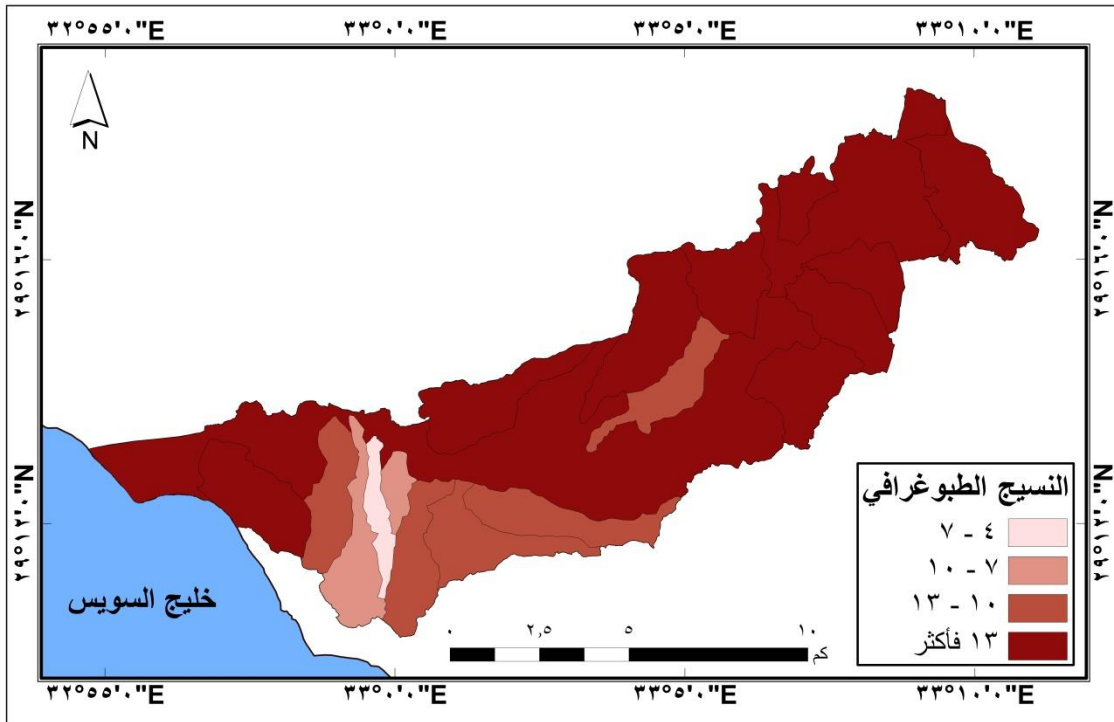 ٣٢°٥٥'٠"E ٣٣°٠'٠"E ٣٣°٥'٠"E ٣٣°١٠'٠"E
N
٢٩°١٦'٠"N ٢٩°١٦'٠"N
٢٩°١٢'٠"N ٢٩°١٢'٠"N
خليج السويس
النسيج الطبوغرافي
٤ - ٧
٧ - ١٠
١٠ - ١٣
١٣ فأكثر
٠ ٢,٥ ٥ ١٠
كم
٣٢°٥٥'٠"E ٣٣°٠'٠"E ٣٣°٥'٠"E ٣٣°١٠'٠"E